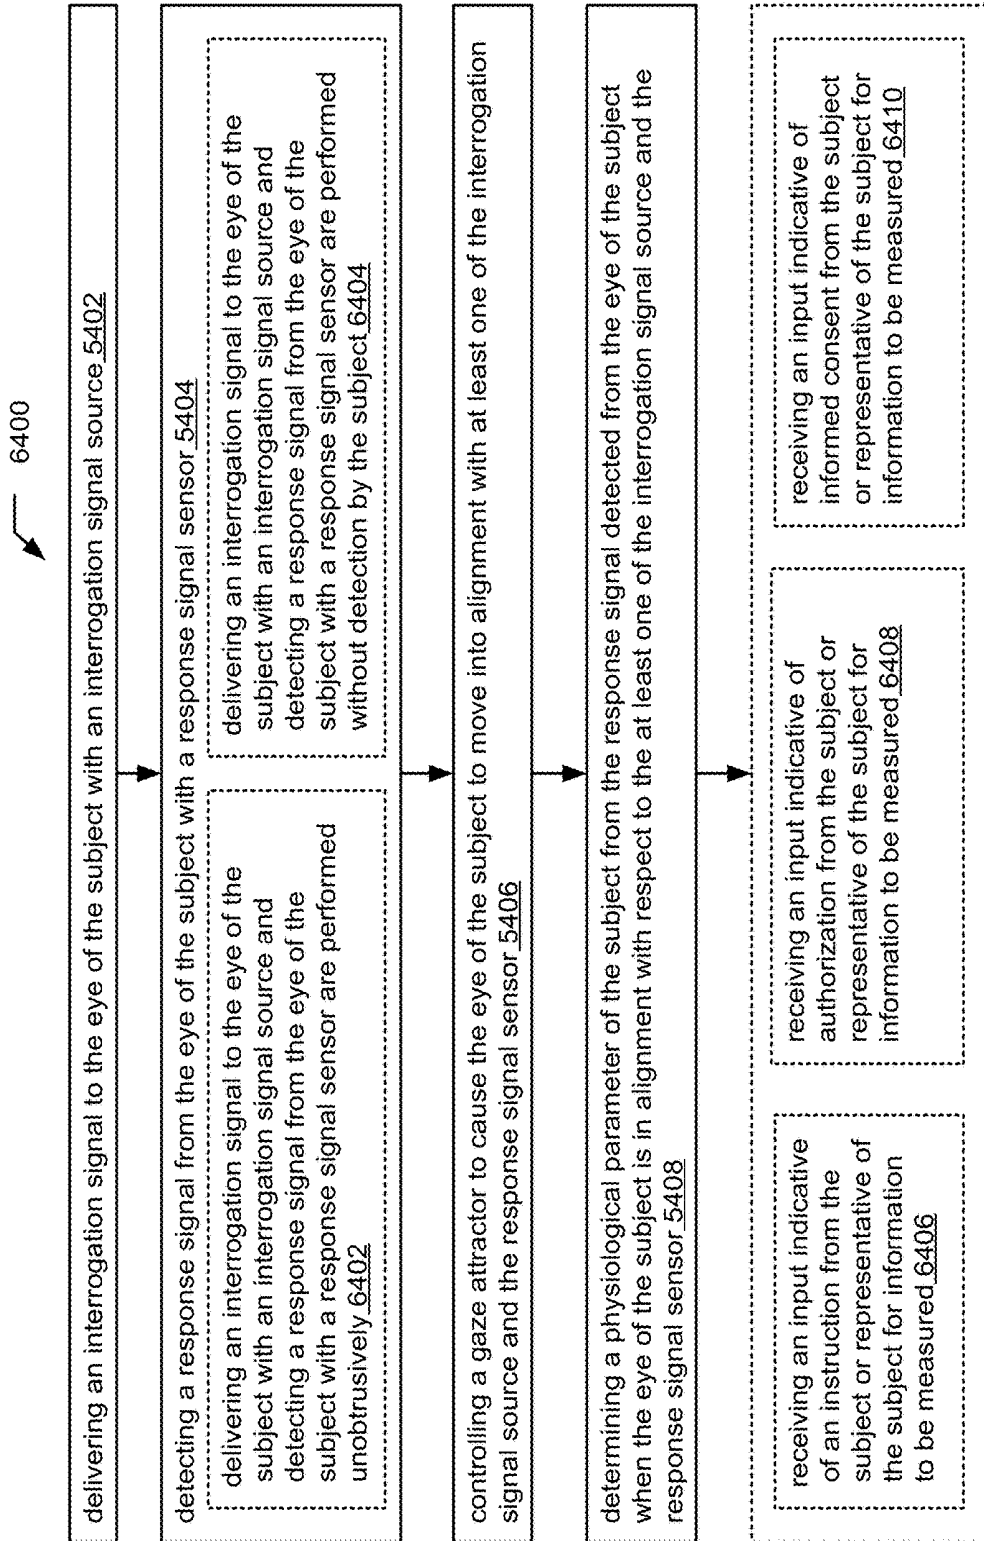 6400
delivering an interrogation signal to the eye of the subject with an interrogation signal source 5402
detecting a response signal from the eye of the subject with a response signal sensor 5404
delivering an interrogation signal to the eye of the
subject with an interrogation signal source and
detecting a response signal from the eye of the
subject with a response signal sensor are performed
unobtrusively 6402
delivering an interrogation signal to the eye of the
subject with an interrogation signal source and
detecting a response signal from the eye of the
subject with a response signal sensor are performed
without detection by the subject 6404
controlling a gaze attractor to cause the eye of the subject to move into alignment with at least one of the interrogation
signal source and the response signal sensor 5406
determining a physiological parameter of the subject from the response signal detected from the eye of the subject
when the eye of the subject is in alignment with respect to the at least one of the interrogation signal source and the
response signal sensor 5408
receiving an input indicative
of an instruction from the
subject or representative of
the subject for information
to be measured 6406
receiving an input indicative of
authorization from the subject or
representative of the subject for
information to be measured 6408
receiving an input indicative of
informed consent from the subject
or representative of the subject for
information to be measured 6410